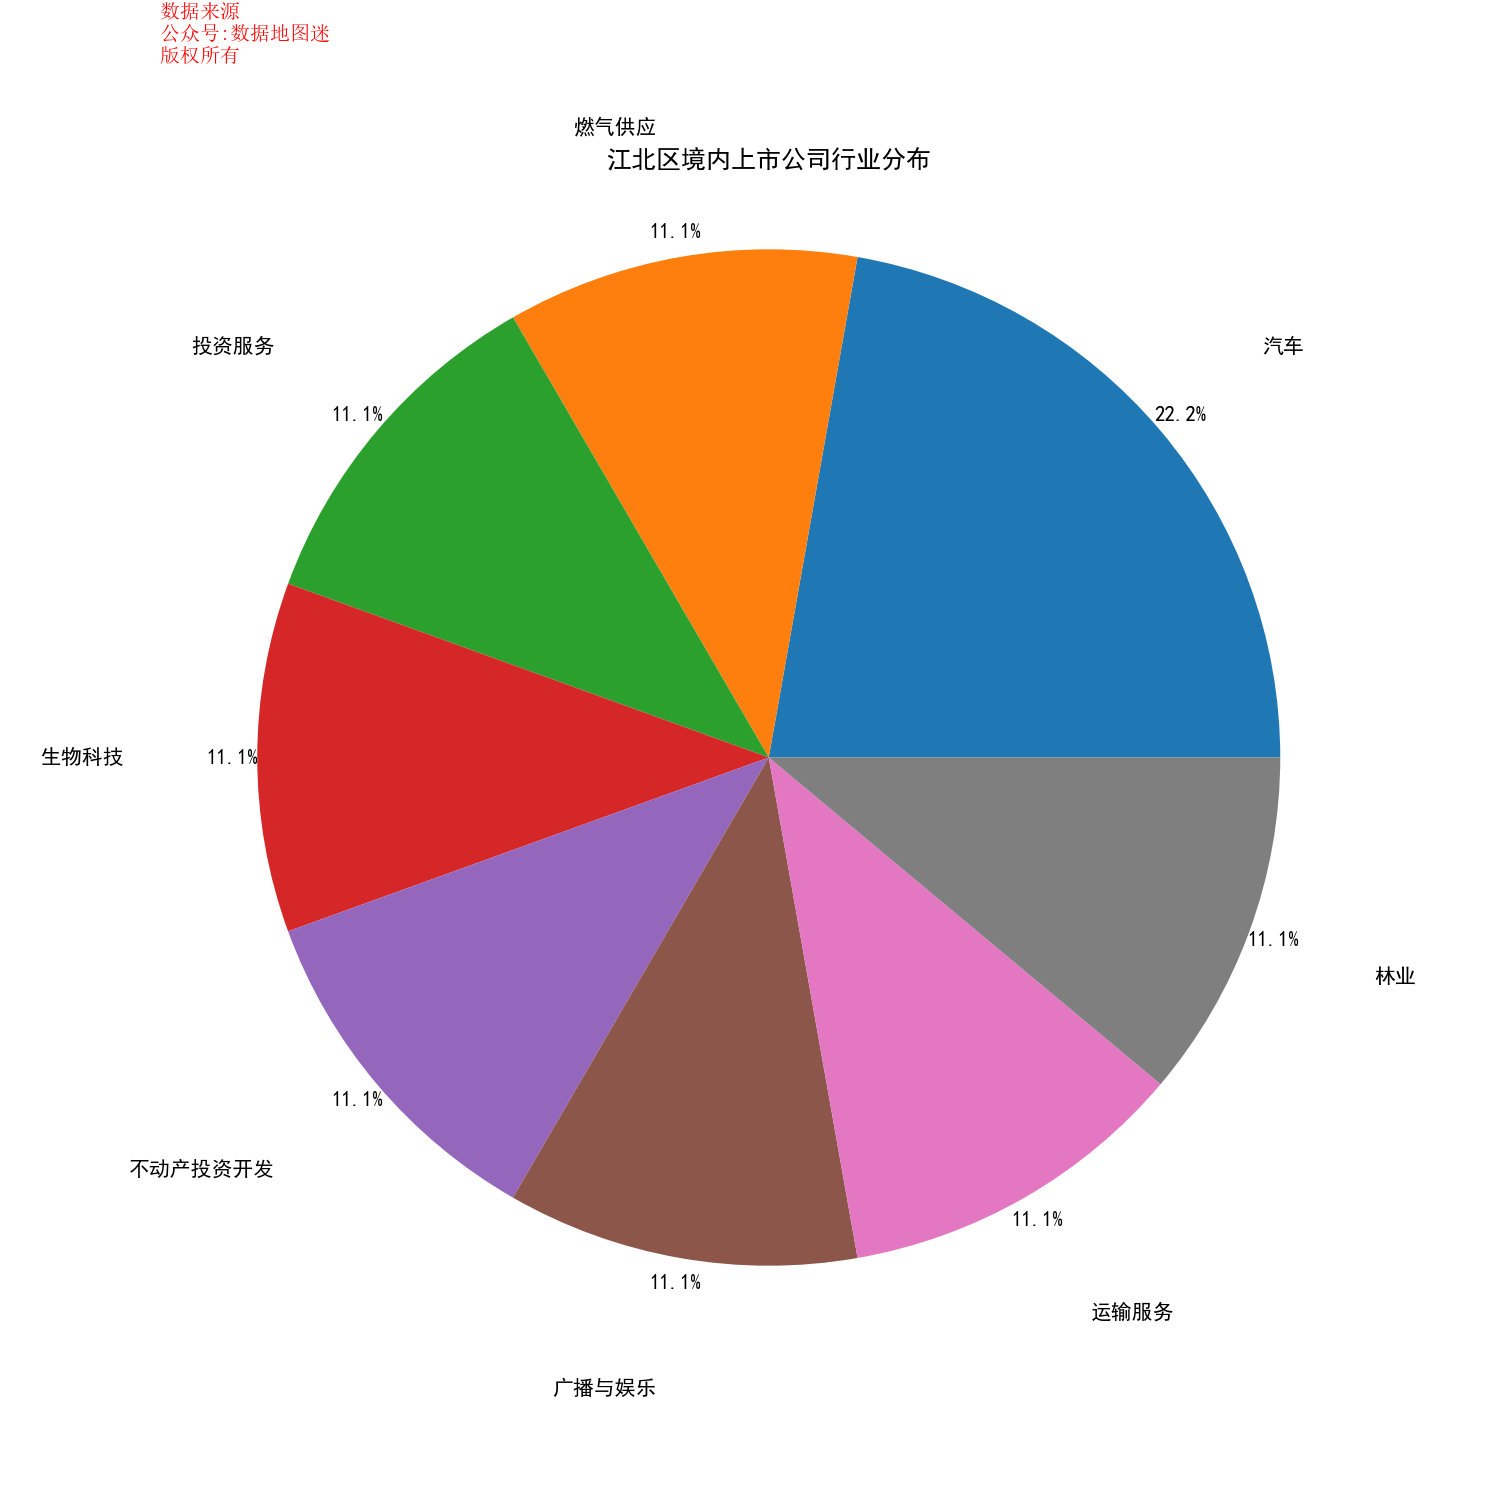 数据来源
公众号:数据地图迷
版权所有
燃气供应
江北区境内上市公司行业分布
11.1%
投资服务
汽车
11.1%
22.2%
生物科技
11.1%
11.1%
林业
11.1%
不动产投资开发
11.1%
11.1%
运输服务
广播与娱乐